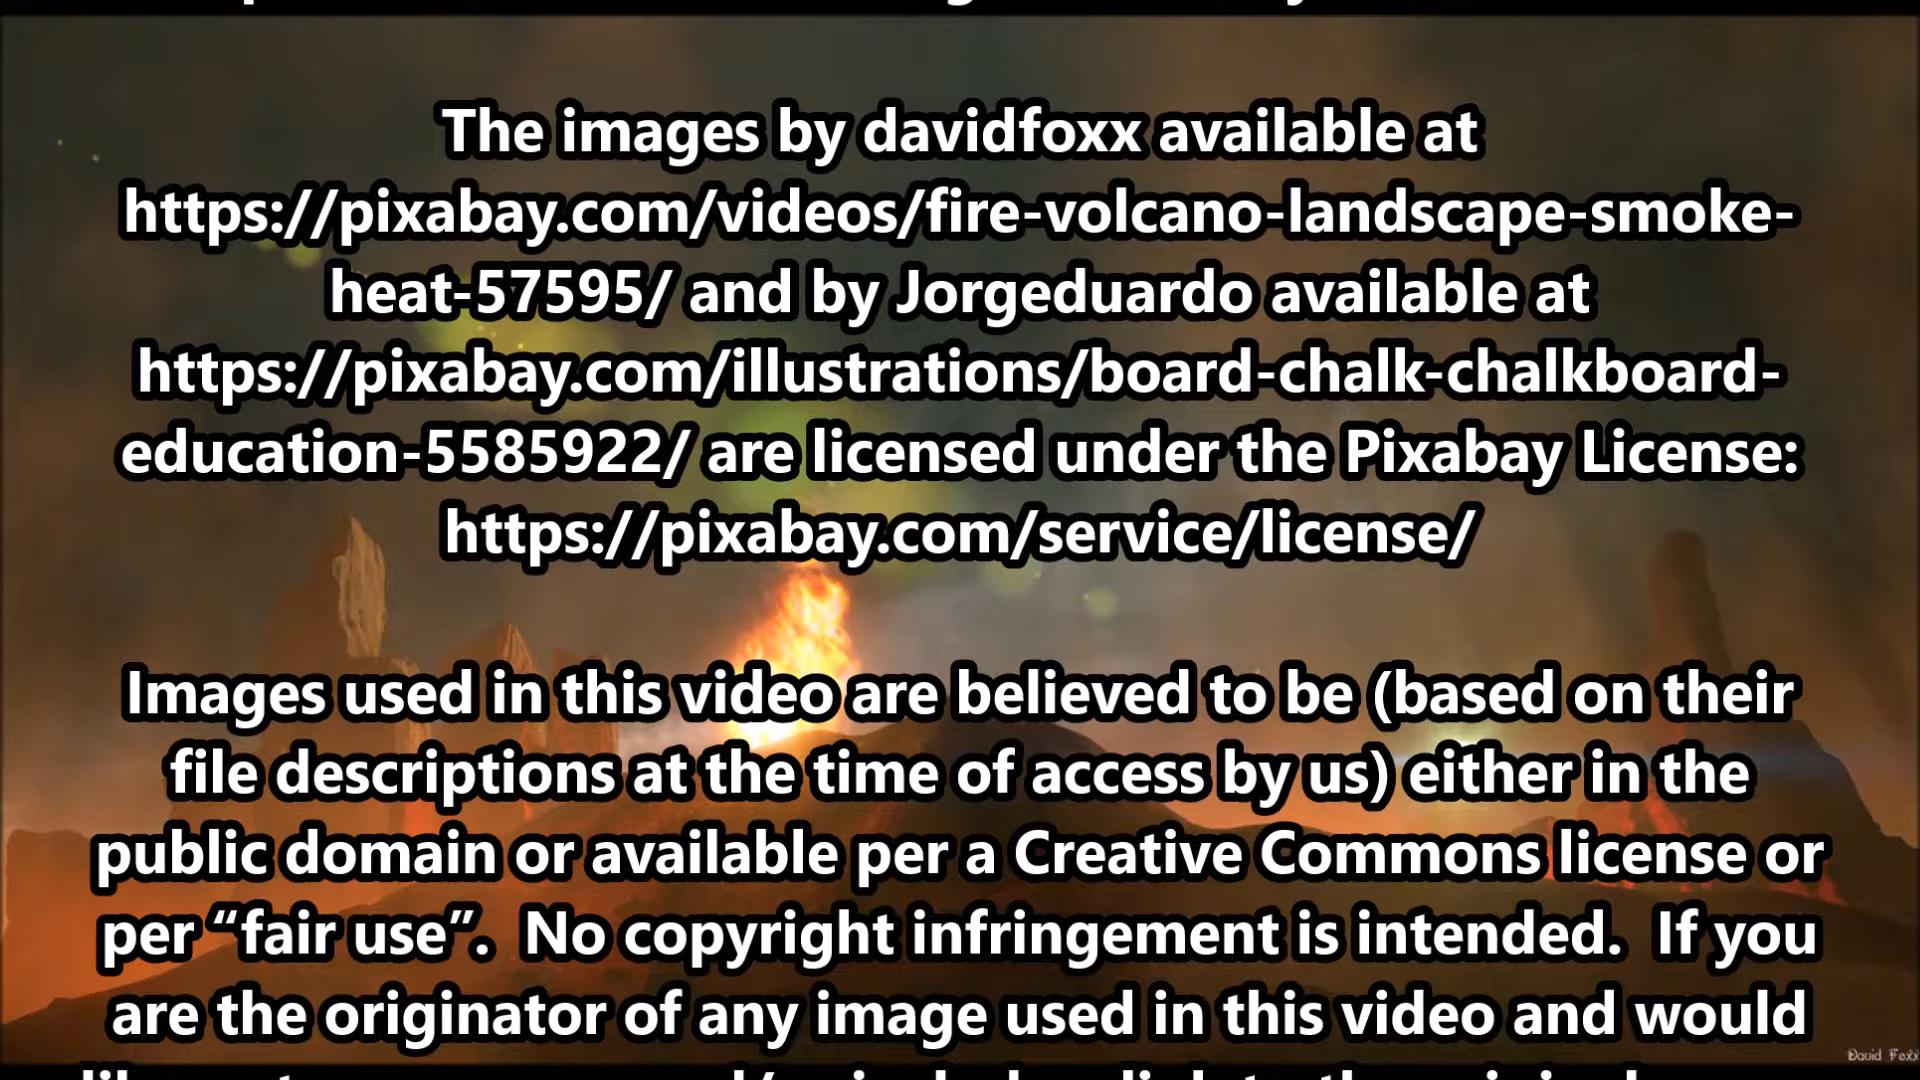 The images by davidfoxx available at
https://pixabay.com/videos/fire-volcano-landscape-smoke-
heat-57595/ and by Jorgeduardo available at
https://pixabay.com/illustrations/board-chalk-chalkboard-
education-5585922/ are licensed under the Pixabay License:
https://pixabay.com/service/license/
Images used in this video are believed to be (based on their
file descriptions at the time of access by us) either in the
public domain or available per a Creative Commons license or
per “fair use”.  No copyright infringement is intended.  If you
are the originator of any image used in this video and would
David Foxx